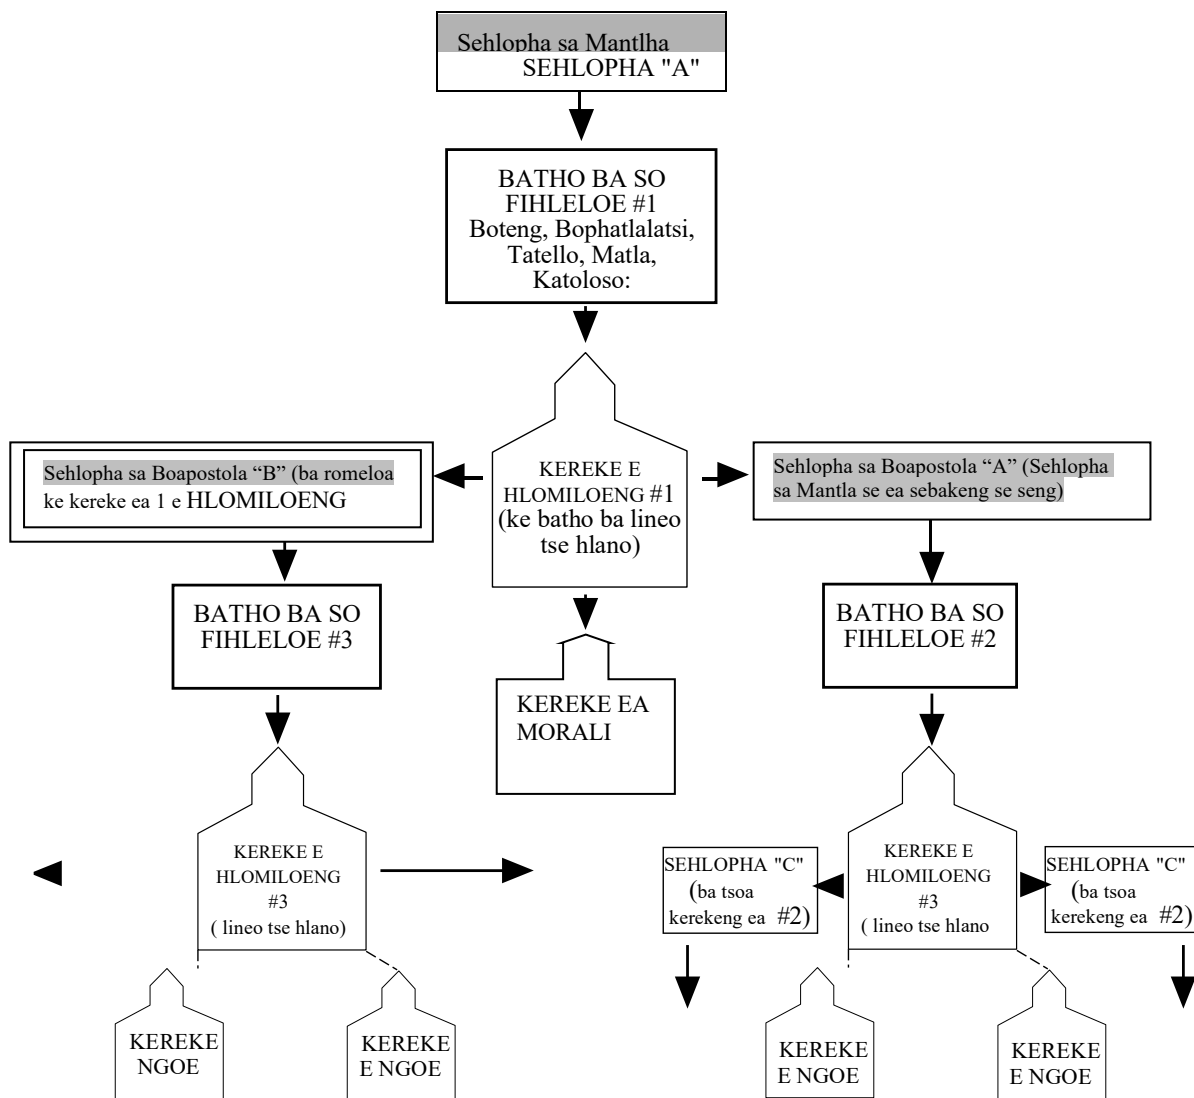 Sehlopha sa Mantlha
SEHLOPHA "A"
BATHO BA SO
FIHLELOE #1
Boteng, Bophatlalatsi,
Tatello, Matla,
Katoloso:
Sehlopha sa Boapostola “B” (ba romeloa
ke kereke ea 1 e HLOMILOENG
KEREKE E
HLOMILOENG #1
(ke batho ba lineo
tse hlano)
Sehlopha sa Boapostola “A” (Sehlopha
sa Mantla se ea sebakeng se seng)
BATHO BA SO
FIHLELOE #3
KEREKE EA
MORALI
BATHO BA SO
FIHLELOE #2
KEREKE E
HLOMILOENG
#3
( lineo tse hlano)
SEHLOPHA "C"
(ba tsoa
kerekeng ea #2)
KEREKE E
HLOMILOENG
#3
( lineo tse hlano
SEHLOPHA "C"
(ba tsoa
kerekeng ea #2)
KEREKE
NGOE
KEREKE
E NGOE
KEREKE
E NGOE
KEREKE
E NGOE